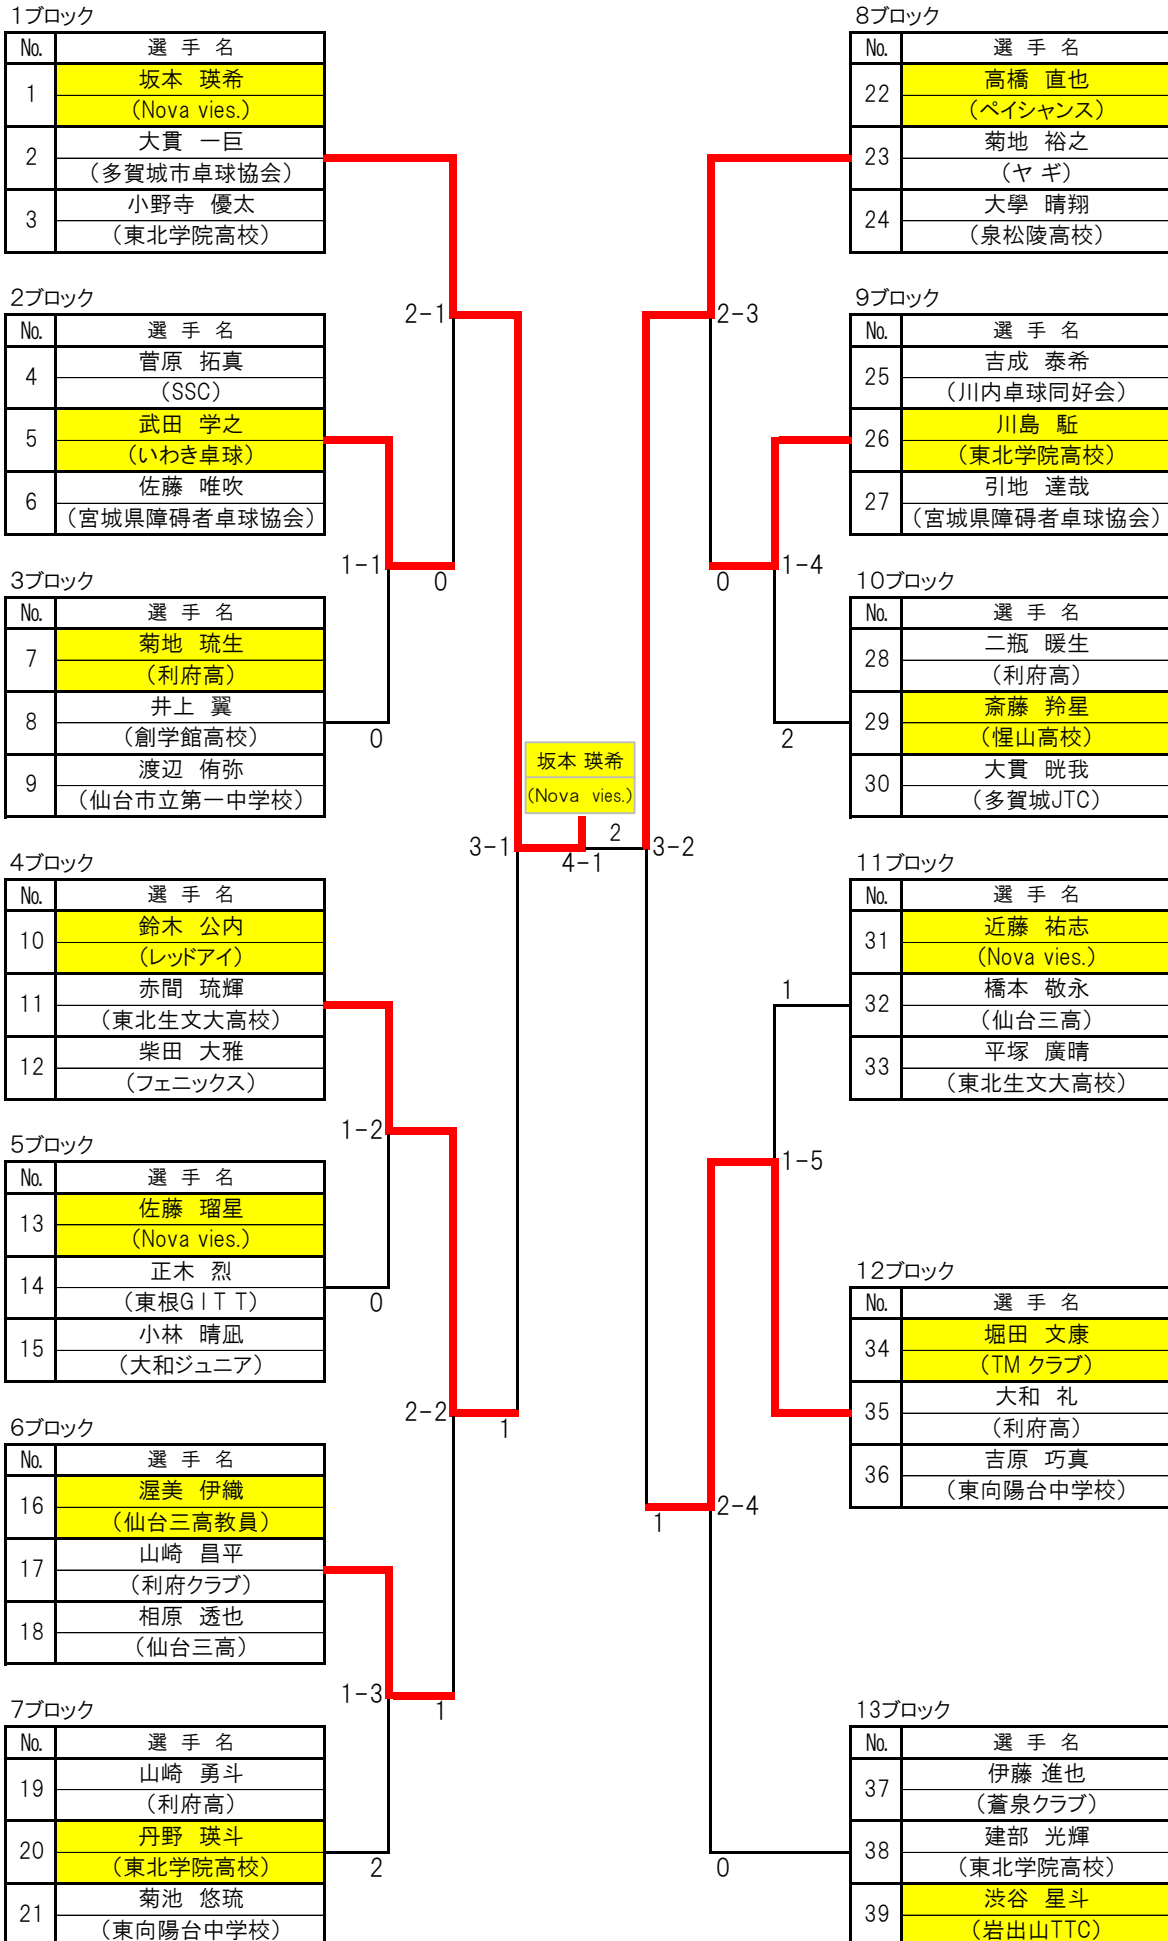 1ブロック
No. 選 手 名
1 坂本 瑛希
(Nova vies.)
2 大貫 一巨
(多賀城市卓球協会)
3 小野寺 優太
(東北学院高校)
2ブロック
No. 選 手 名
4 菅原 拓真
(SSC)
5 武田 学之
(いわき卓球)
6 佐藤 唯吹
(宮城県障碍者卓球協会)
3ブロック
No. 選 手 名
7 菊地 琉生
(利府高)
8 井上 翼
(創学館高校)
9 渡辺 侑弥
(仙台市立第一中学校)
4ブロック
No. 選 手 名
10 鈴木 公内
(レッドアイ)
11 赤間 琉輝
(東北生文大高校)
12 柴田 大雅
(フェニックス)
5ブロック
No. 選 手 名
13 佐藤 瑠星
(Nova vies.)
14 正木 烈
(東根GITT)
15 小林 晴凪
(大和ジュニア)
6ブロック
No. 選 手 名
16 渥美 伊織
(仙台三高教員)
17 山崎 昌平
(利府クラブ)
18 相原 透也
(仙台三高)
7ブロック
No. 選 手 名
19 山崎 勇斗
(利府高)
20 丹野 瑛斗
(東北学院高校)
21 菊池 悠琉
(東向陽台中学校)
2-1
1-1
0
0
3-1
1-2
0
2-2
1
1-3
1
2
坂本 瑛希
(Nova vies.)
4-1
2
2-3
0
1-4
2
3-2
1
1-5
2-4
1
0
8ブロック
No. 選 手 名
22 高橋 直也
(ペイシャンス)
23 菊地 裕之
(ヤ ギ)
24 大學 晴翔
(泉松陵高校)
9ブロック
No. 選 手 名
25 吉成 泰希
(川内卓球同好会)
26 川島 駈
(東北学院高校)
27 引地 達哉
(宮城県障碍者卓球協会)
10ブロック
No. 選 手 名
28 二瓶 暖生
(利府高)
29 斎藤 羚星
(惺山高校)
30 大貫 晄我
(多賀城JTC)
11ブロック
No. 選 手 名
31 近藤 祐志
(Nova vies.)
32 橋本 敬永
(仙台三高)
33 平塚 廣晴
(東北生文大高校)
12ブロック
No. 選 手 名
34 堀田 文康
(TM クラブ)
35 大和 礼
(利府高)
36 吉原 巧真
(東向陽台中学校)
13ブロック
No. 選 手 名
37 伊藤 進也
(蒼泉クラブ)
38 建部 光輝
(東北学院高校)
39 渋谷 星斗
(岩出山TTC)